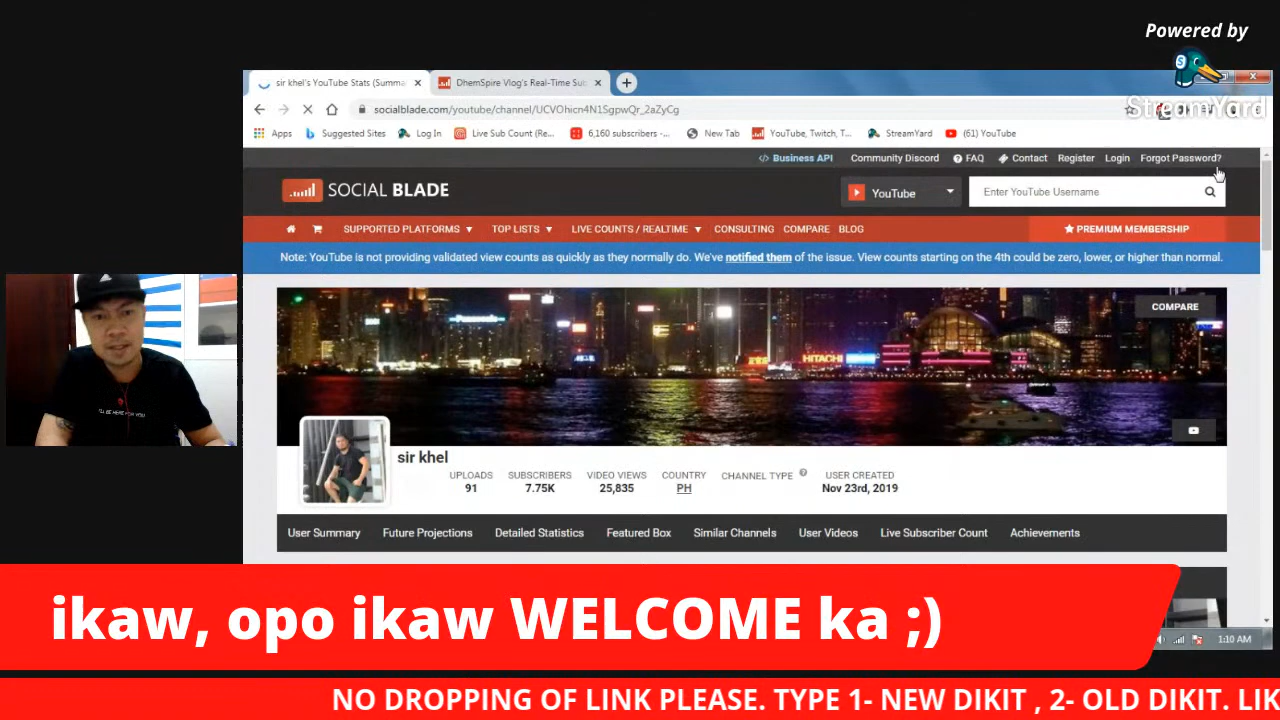 Powered by
StreamYard
sir khel's YouTube Stats (Summa
DhemSpire Vlog's Real-Time Sub
socialblade.com/youtube/channel/UCVOhicn4N1SgpwQr_2aZyCg
Apps
Suggested Sites
Log In
Live Sub Count (Re...
6,160 subscribers -...
New Tab
YouTube, Twitch, T...
StreamYard
(61) YouTube
</> Business API
Community Discord
FAQ
Contact
Register
Login
Forgot Password?
SOCIAL BLADE
YouTube
Enter YouTube Username
SUPPORTED PLATFORMS
TOP LISTS
LIVE COUNTS / REALTIME
CONSULTING
COMPARE
BLOG
PREMIUM MEMBERSHIP
Note: YouTube is not providing validated view counts as quickly as they normally do. We've notified them of the issue. View counts starting on the 4th could be zero, lower, or higher than normal.
COMPARE
Panasonic
HITACHI
I'LL BE HERE FOR YOU
sir khel
UPLOADS
91
SUBSCRIBERS
7.75K
VIDEO VIEWS
25,835
COUNTRY
PH
CHANNEL TYPE
USER CREATED
Nov 23rd, 2019
User Summary
Future Projections
Detailed Statistics
Featured Box
Similar Channels
User Videos
Live Subscriber Count
Achievements
ikaw, opo ikaw WELCOME ka ;)
1:10 AM
NO DROPPING OF LINK PLEASE. TYPE 1- NEW DIKIT , 2- OLD DIKIT. LIK